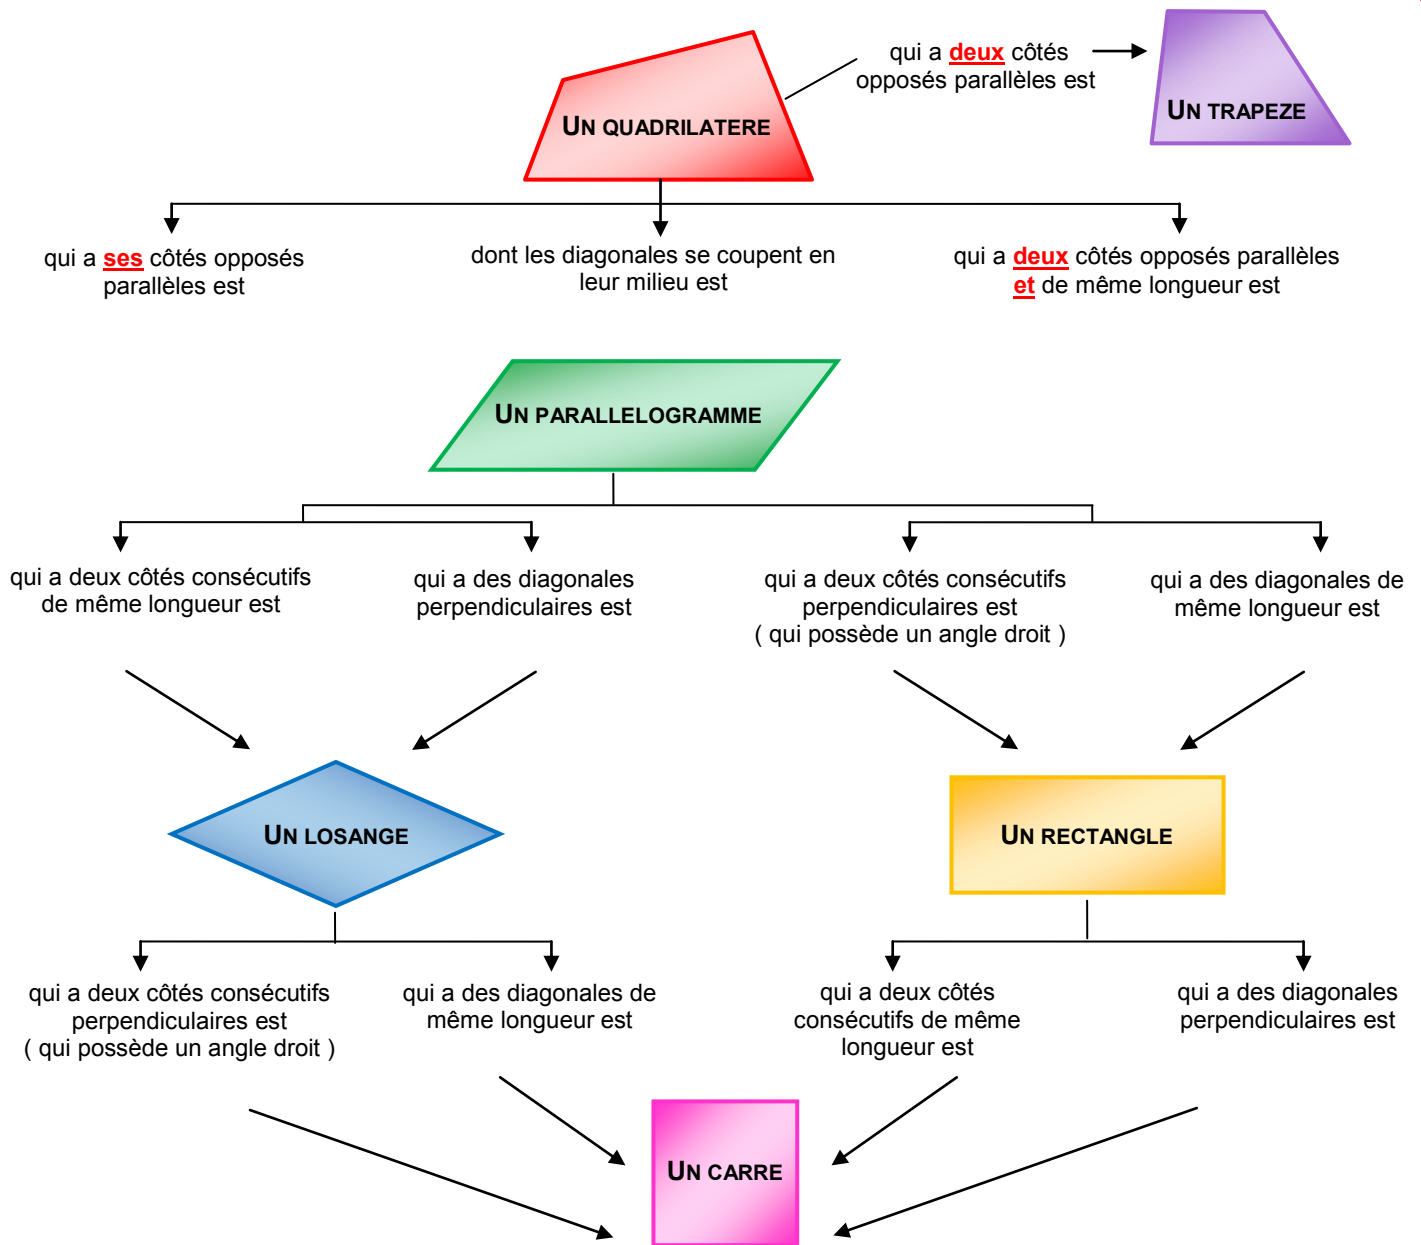 qui a deux côtés
opposés parallèles est
UN TRAPEZE
UN QUADRILATERE
qui a ses côtés opposés
parallèles est
dont les diagonales se coupent en
leur milieu est
qui a deux côtés opposés parallèles
et de même longueur est
UN PARALLELOGRAMME
qui a deux côtés consécutifs
de même longueur est
qui a des diagonales
perpendiculaires est
qui a deux côtés consécutifs
perpendiculaires est
( qui possède un angle droit )
qui a des diagonales de
même longueur est
UN LOSANGE
UN RECTANGLE
qui a deux côtés consécutifs
perpendiculaires est
( qui possède un angle droit )
qui a des diagonales de
même longueur est
qui a deux côtés
consécutifs de même
longueur est
qui a des diagonales
perpendiculaires est
UN CARRE